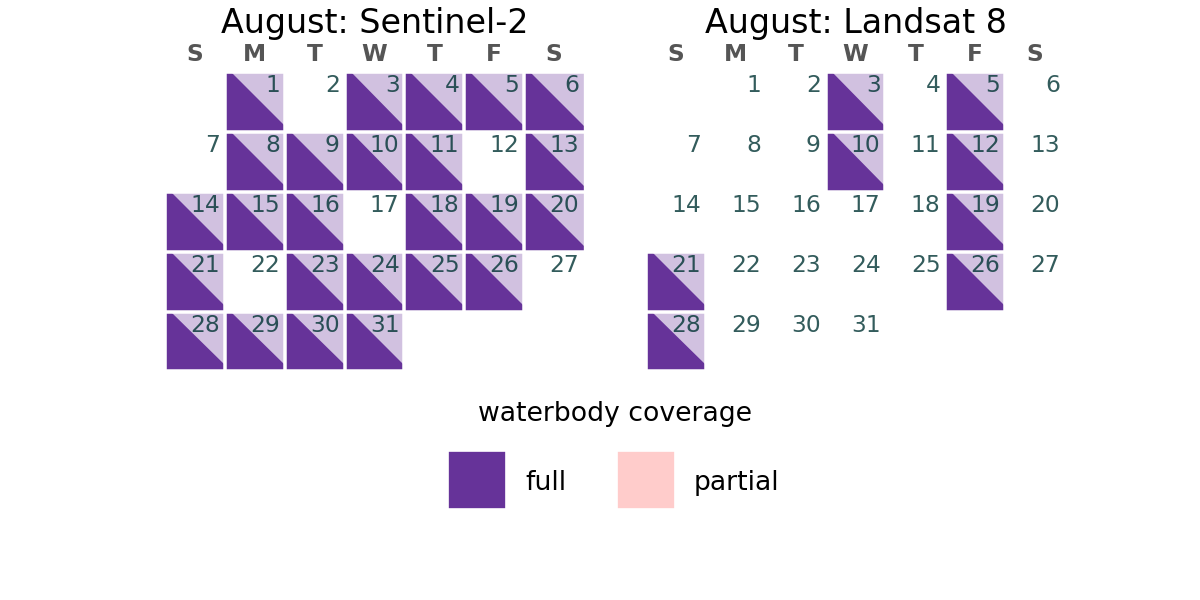 August: Sentinel-2
S M T W T F S
1 2 3 4 5 6
7 8 9 10 11 12 13
14 15 16 17 18 19 20
21 22 23 24 25 26 27
28 29 30 31
August: Landsat 8
S M T W T F S
1 2 3 4 5 6
7 8 9 10 11 12 13
14 15 16 17 18 19 20
21 22 23 24 25 26 27
28 29 30 31
waterbody coverage
full partial